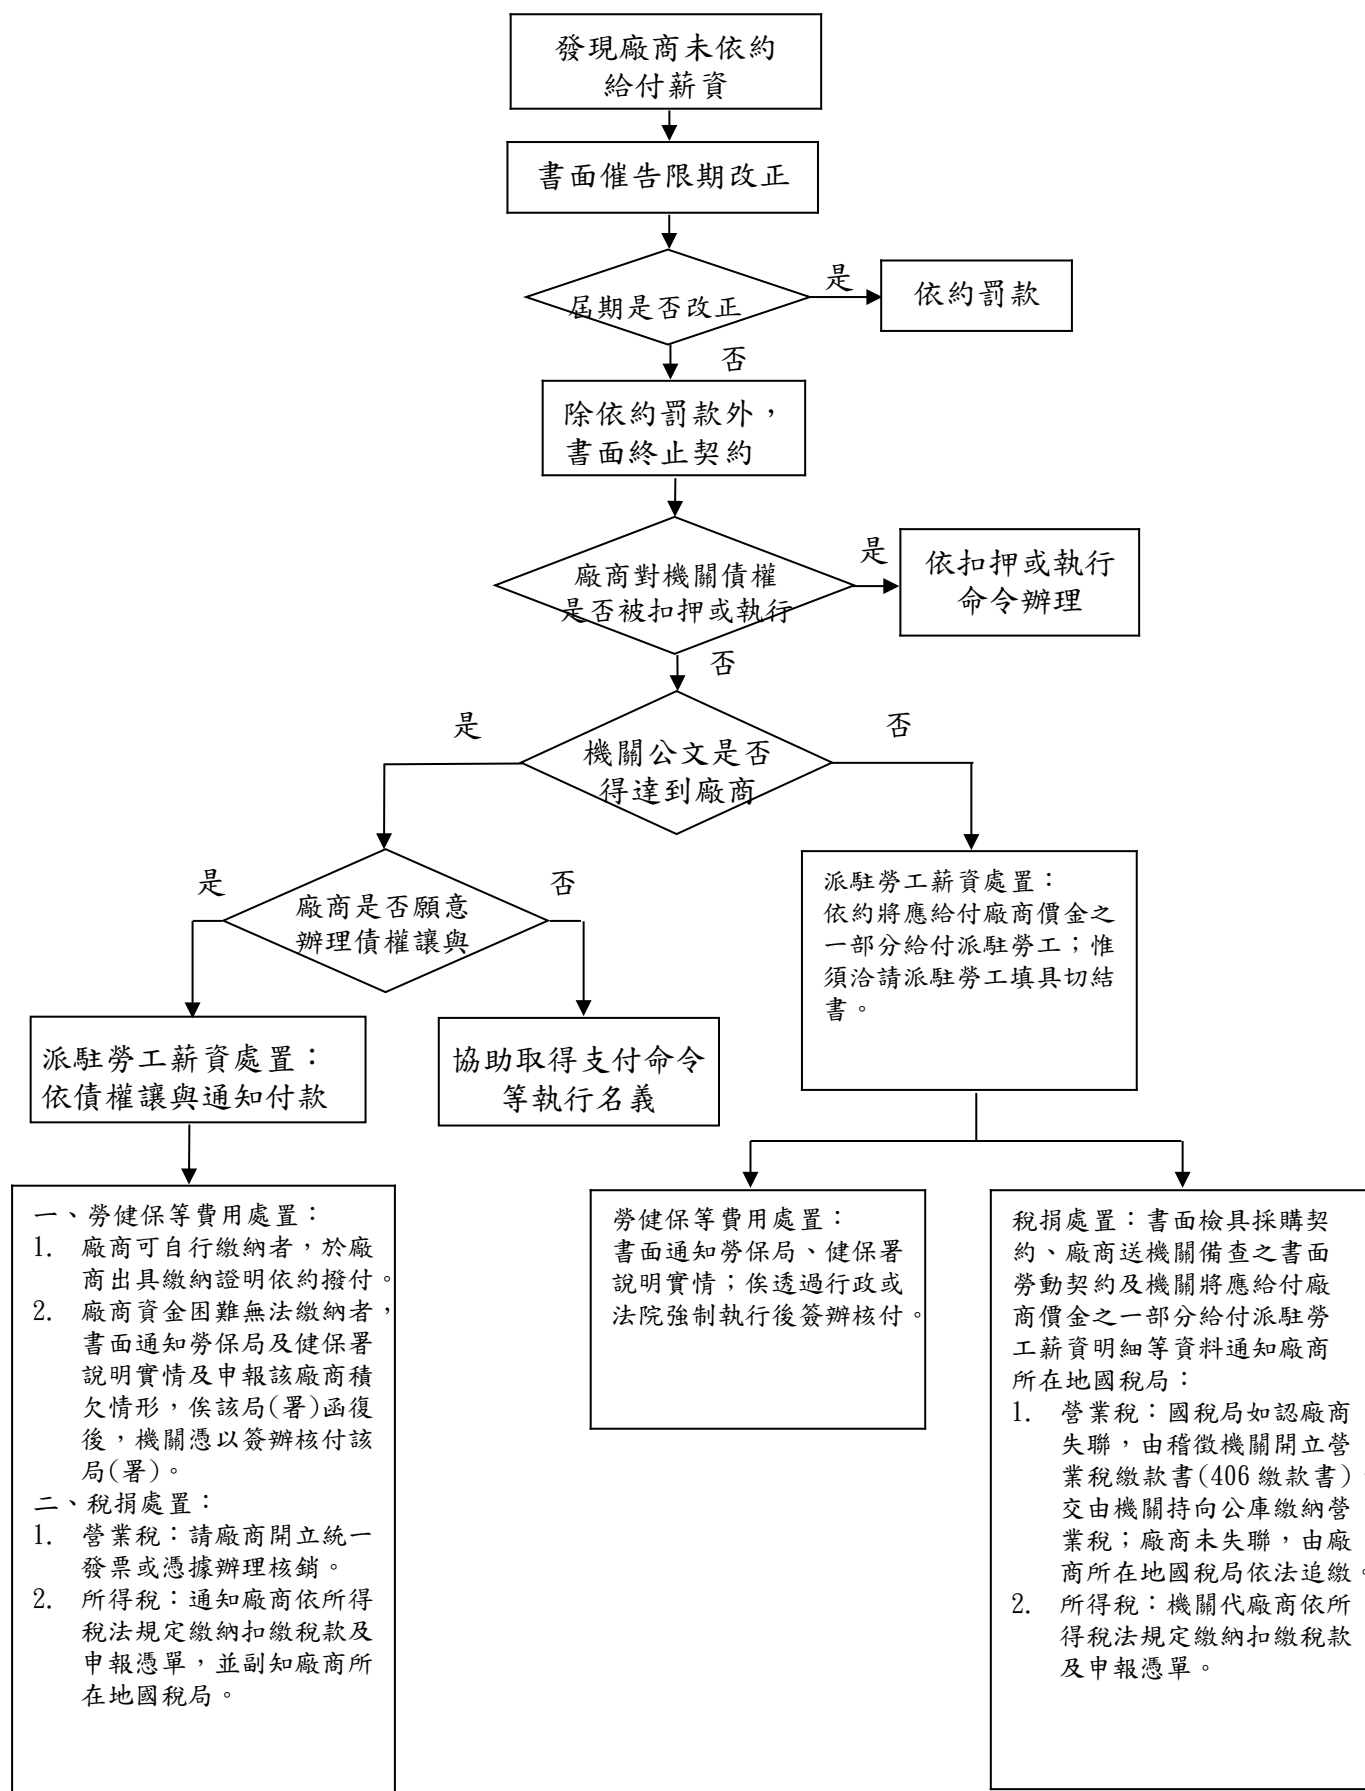 發現廠商未依約
給付薪資
書面催告限期改正
屆期是否改正
是
依約罰款
否
除依約罰款外，
書面終止契約
廠商對機關債權
是否被扣押或執行
是
依扣押或執行
命令辦理
否
機關公文是否
得達到廠商
是
否
廠商是否願意
辦理債權讓與
是
否
派駐勞工薪資處置：
依約將應給付廠商價金之
一部分給付派駐勞工；惟
須洽請派駐勞工填具切結
書。
派駐勞工薪資處置：
依債權讓與通知付款
協助取得支付命令
等執行名義
一、勞健保等費用處置：
1. 廠商可自行繳納者，於廠
商出具繳納證明依約撥付。
2. 廠商資金困難無法繳納者，
書面通知勞保局及健保署
說明實情及申報該廠商積
欠情形，俟該局(署)函復
後，機關憑以簽辦核付該
局(署)。
二、稅捐處置：
1. 營業稅：請廠商開立統一
發票或憑據辦理核銷。
2. 所得稅：通知廠商依所得
稅法規定繳納扣繳稅款及
申報憑單，並副知廠商所
在地國稅局。
勞健保等費用處置：
書面通知勞保局、健保署
說明實情；俟透過行政或
法院強制執行後簽辦核付。
稅捐處置：書面檢具採購契
約、廠商送機關備查之書面
勞動契約及機關將應給付廠
商價金之一部分給付派駐勞
工薪資明細等資料通知廠商
所在地國稅局：
1. 營業稅：國稅局如認廠商
失聯，由稽徵機關開立營
業稅繳款書(406 繳款書)
交由機關持向公庫繳納營
業稅；廠商未失聯，由廠
商所在地國稅局依法追繳。
2. 所得稅：機關代廠商依所
得稅法規定繳納扣繳稅款
及申報憑單。